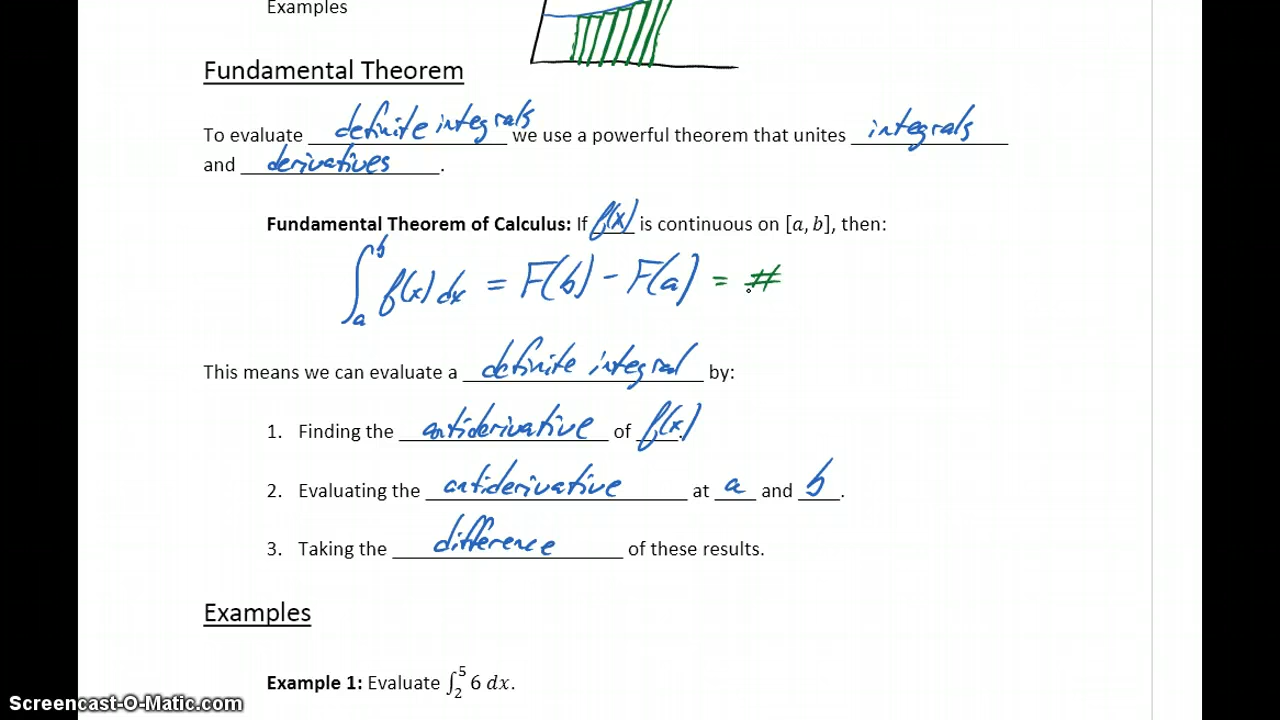 Examples
Fundamental Theorem
To evaluate definite integrals we use a powerful theorem that unites integrals
and derivatives.
Fundamental Theorem of Calculus: If f(x) is continuous on [a, b], then:
∫_a^b f(x) dx = F(b) - F(a) = #
This means we can evaluate a definite integral by:
1. Finding the antiderivative of f(x).
2. Evaluating the antiderivative at a and b.
3. Taking the difference of these results.
Examples
Example 1: Evaluate ∫_2^5 6 dx.
Screencast-O-Matic.com